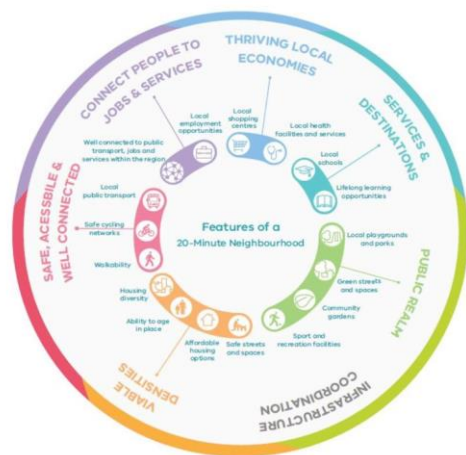 CONNECT PEOPLE TO
JOBS & SERVICES
THRIVING LOCAL
ECONOMIES
SERVICES &
DESTINATIONS
PUBLIC REALM
INFRASTRUCTURE
COORDINATION
VIABLE
DENSITIES
SAFE, ACESSBILE &
WELL CONNECTED
Features of a
20-Minute Neighbourhood
Local
shopping
centres
Local health
facilities and services
Local
schools
Lifelong learning
opportunities
Local playgrounds
and parks
Green streets
and spaces
Community
gardens
Sport and
recreation facilities
Safe streets
and spaces
Affordable
housing
options
Ability to age
in place
Housing
diversity
Walkability
Safe cycling
networks
Local
public transport
Well connected to public
transport, jobs and
services within the region
Local
employment
opportunities